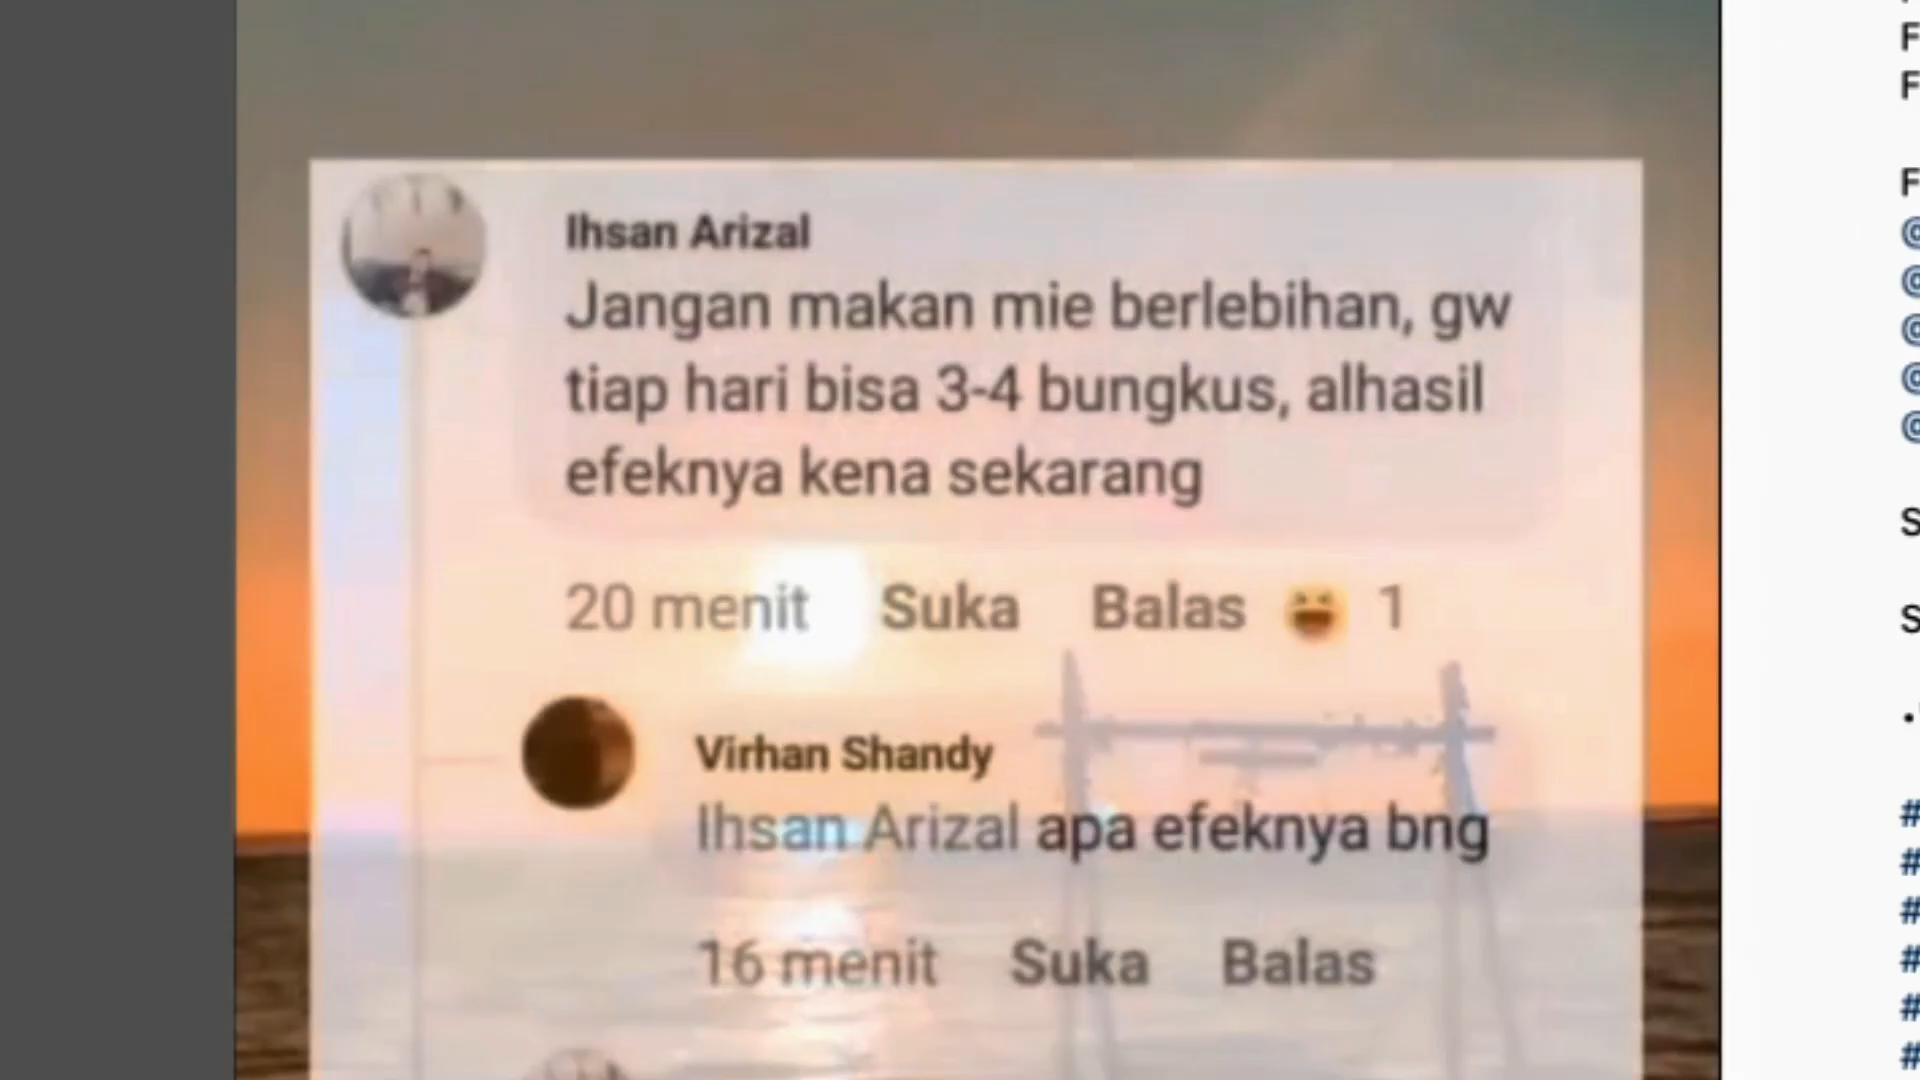 Ihsan Arizal
Jangan makan mie berlebihan, gw
tiap hari bisa 3-4 bungkus, alhasil
efeknya kena sekarang
20 menit Suka Balas 😆 1
Virhan Shandy
Ihsan Arizal apa efeknya bng
16 menit Suka Balas
F
F
F
@
@
@
@
@
S
S
.
#
#
#
#
#
#